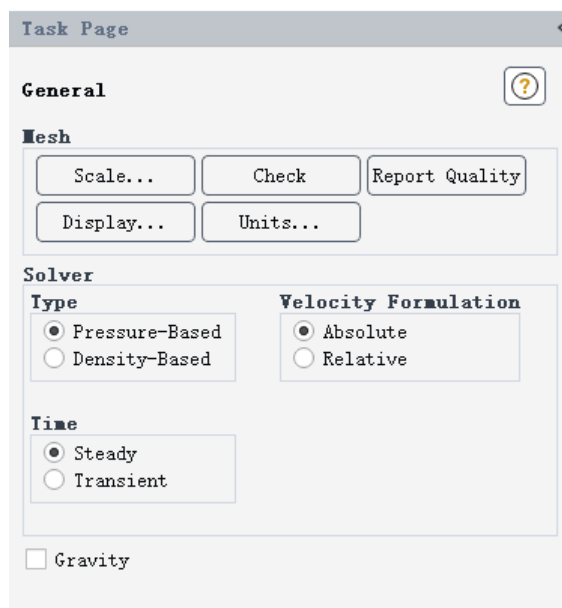 Task Page
General
?
Mesh
Scale... Check Report Quality
Display... Units...
Solver
Type Velocity Formulation
Pressure-Based Absolute
Density-Based Relative
Time
Steady
Transient
Gravity